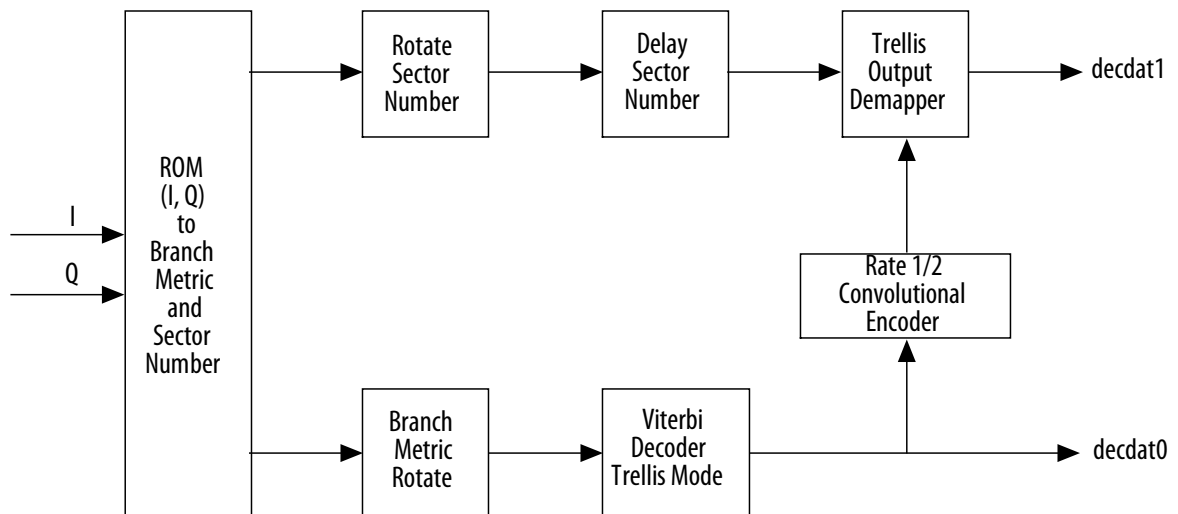 I
Q
ROM
(I, Q)
to
Branch
Metric
and
Sector
Number
Rotate
Sector
Number
Delay
Sector
Number
Trellis
Output
Demapper
decdat1
Rate 1/2
Convolutional
Encoder
Branch
Metric
Rotate
Viterbi
Decoder
Trellis Mode
decdat0